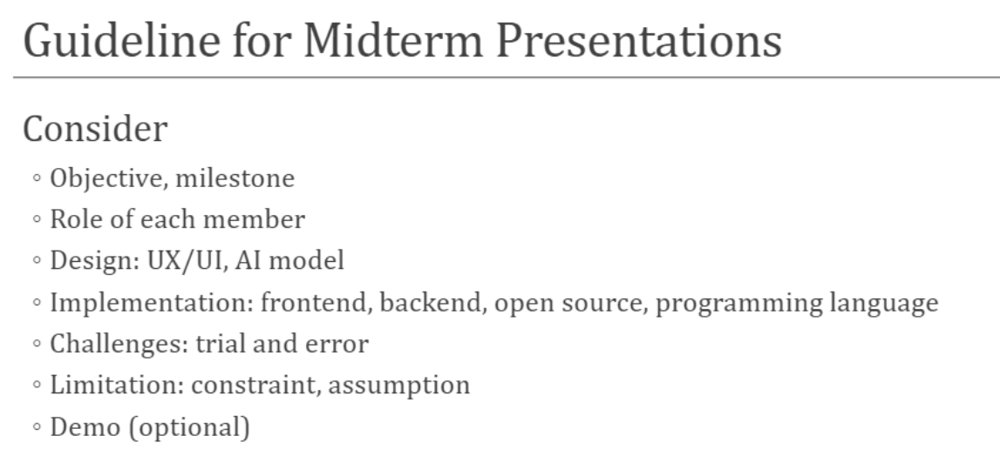 Guideline for Midterm Presentations
Consider
◦ Objective, milestone
◦ Role of each member
◦ Design: UX/UI, AI model
◦ Implementation: frontend, backend, open source, programming language
◦ Challenges: trial and error
◦ Limitation: constraint, assumption
◦ Demo (optional)